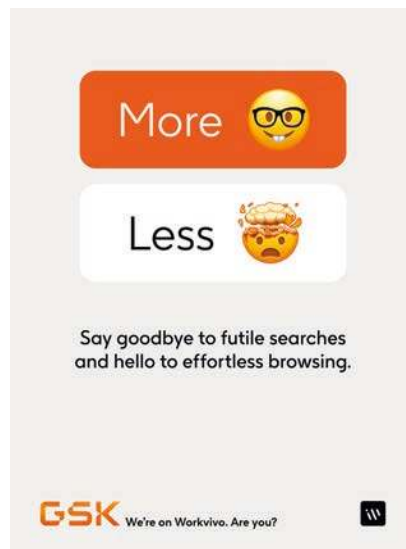 More
Less
Say goodbye to futile searches
and hello to effortless browsing.
GSK We're on Workvivo. Are you?